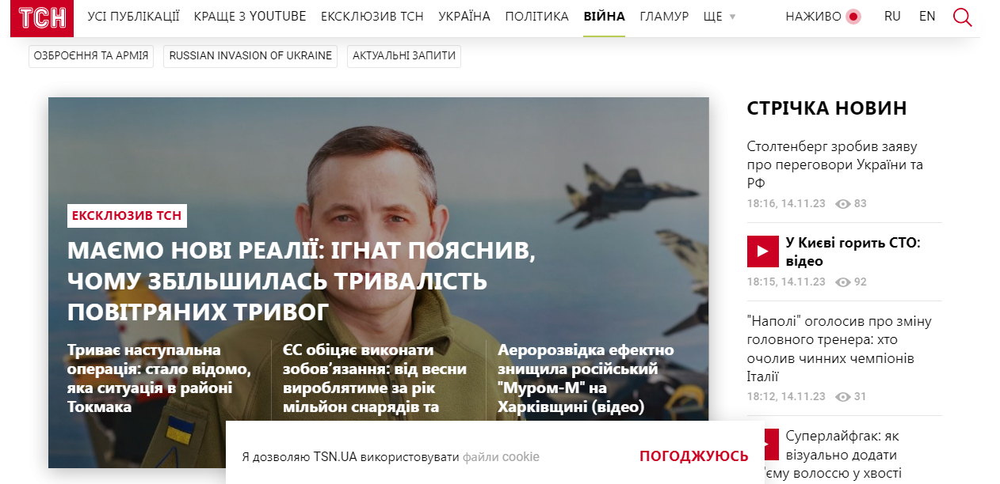 ТСН
УСІ ПУБЛІКАЦІЇ КРАЩЕ З YOUTUBE ЕКСКЛЮЗИВ ТСН УКРАЇНА ПОЛІТИКА ВІЙНА ГЛАМУР ЩЕ НАЖИВО RU EN
ОЗБРОЄННЯ ТА АРМІЯ RUSSIAN INVASION OF UKRAINE АКТУАЛЬНІ ЗАПИТИ
ЕКСКЛЮЗИВ ТСН
МАЄМО НОВІ РЕАЛІЇ: ІГНАТ ПОЯСНИВ,
ЧОМУ ЗБІЛЬШИЛАСЬ ТРИВАЛІСТЬ
ПОВІТРЯНИХ ТРИВОГ
Триває наступальна
операція: стало відомо,
яка ситуація в районі
Токмака
ЄС обіцяє виконати
зобов’язання: від весни
вироблятиме за рік
мільйон снарядів та
Аеророзвідка ефектно
знищила російський
"Муром-М" на
Харківщині (відео)
СТРІЧКА НОВИН
Столтенберг зробив заяву
про переговори України та
РФ
18:16, 14.11.23 83
У Києві горить СТО:
відео
18:15, 14.11.23 92
"Наполі" оголосив про зміну
головного тренера: хто
очолив чинних чемпіонів
Італії
18:12, 14.11.23 31
Суперлайфгак: як
візуально додати
'єму волоссю у хвості
Я дозволяю TSN.UA використовувати файли cookie
ПОГОДЖУЮСЬ